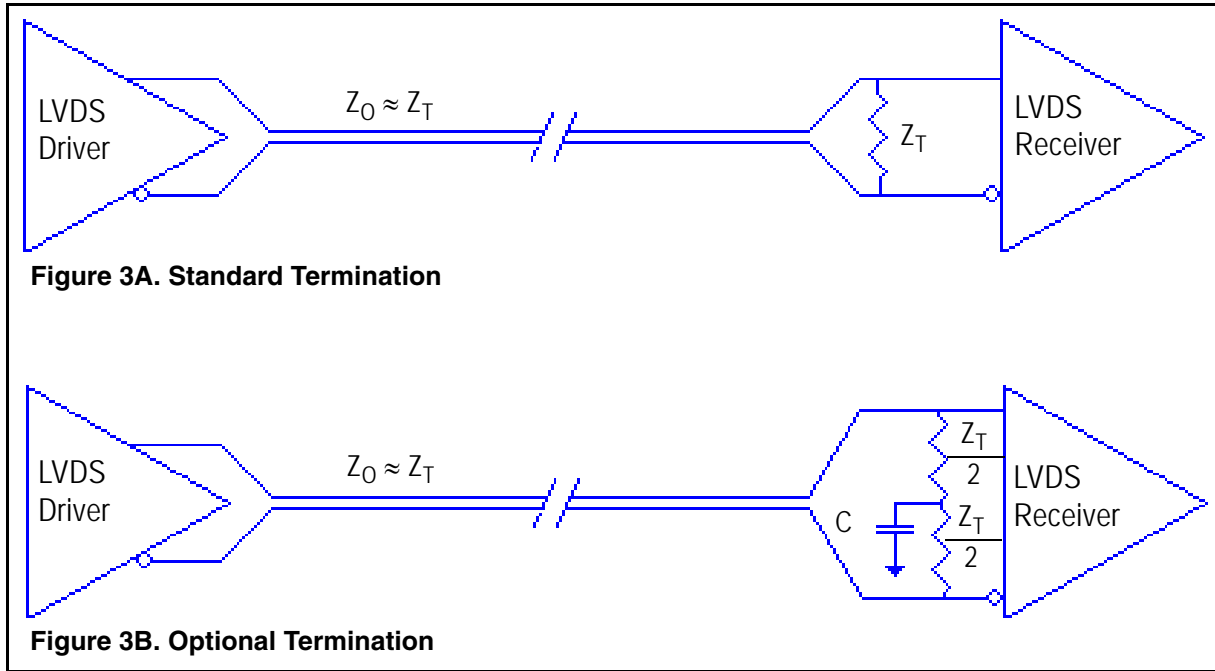 LVDS
Driver
Z_O ≈ Z_T
Z_T
LVDS
Receiver
Figure 3A. Standard Termination
LVDS
Driver
Z_O ≈ Z_T
C
Z_T
2
Z_T
2
LVDS
Receiver
Figure 3B. Optional Termination